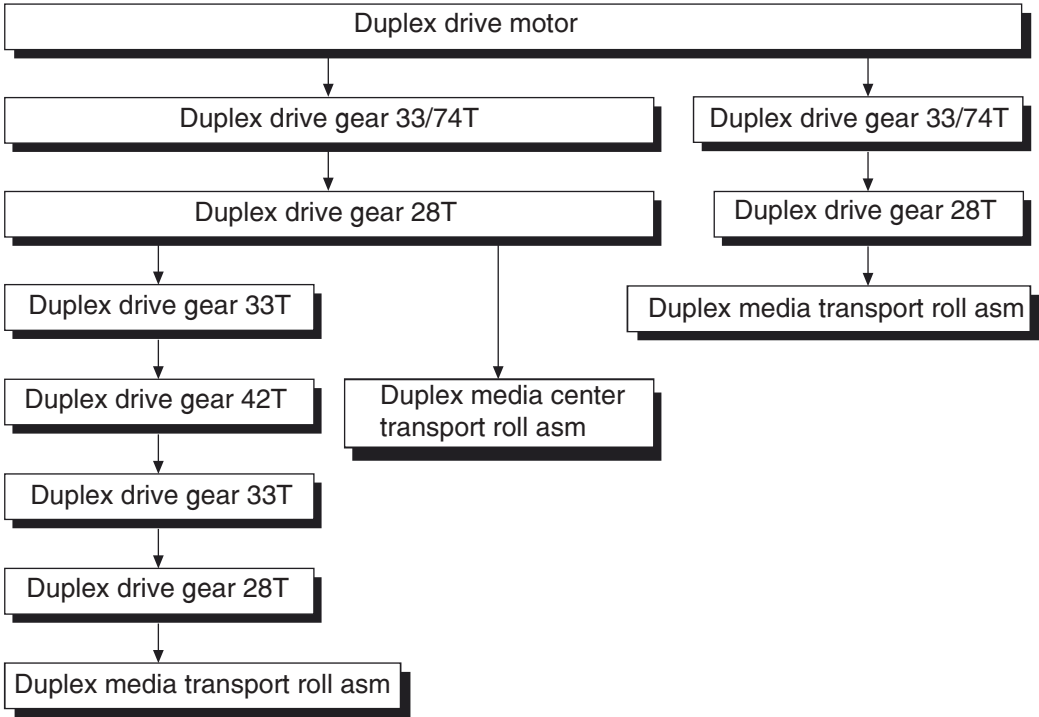 Duplex drive motor
Duplex drive gear 33/74T
Duplex drive gear 33/74T
Duplex drive gear 28T
Duplex drive gear 28T
Duplex drive gear 33T
Duplex media transport roll asm
Duplex drive gear 42T
Duplex media center
transport roll asm
Duplex drive gear 33T
Duplex drive gear 28T
Duplex media transport roll asm